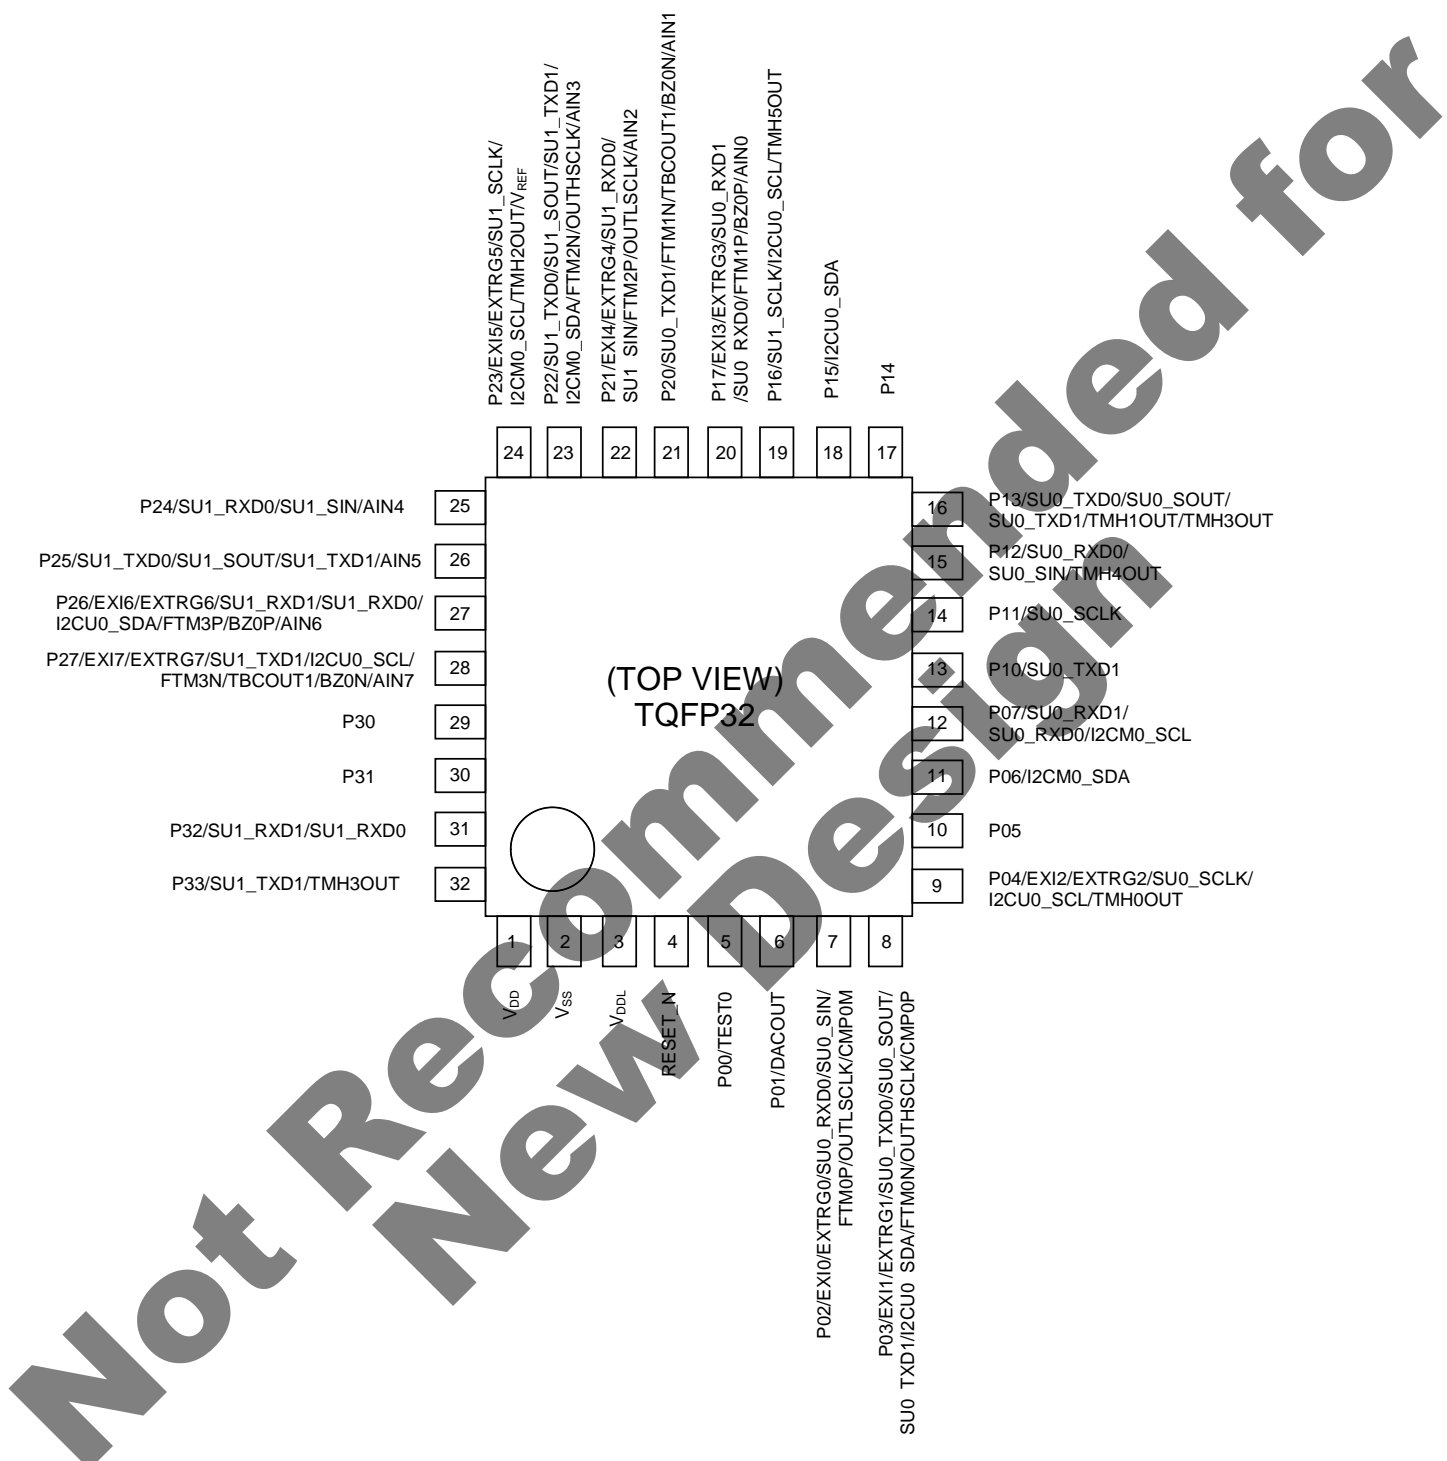 P23/EXI5/EXTRG5/SU1_SCLK/
I2CM0_SCL/TMH2OUT/VREF
P22/SU1_TXD0/SU1_SOUT/SU1_TXD1/
I2CM0_SDA/FTM2N/OUTHSCLK/AIN3
P21/EXI4/EXTRG4/SU1_RXD0/
SU1 SIN/FTM2P/OUTLSCLK/AIN2
P20/SU0_TXD1/FTM1N/TBCOUT1/BZ0N/AIN1
P17/EXI3/EXTRG3/SU0_RXD1
/SU0 RXD0/FTM1P/BZ0P/AIN0
P16/SU1_SCLK/I2CU0_SCL/TMH5OUT
P15/I2CU0_SDA
P14
24 23 22 21 20 19 18 17
P24/SU1_RXD0/SU1_SIN/AIN4
25
P25/SU1_TXD0/SU1_SOUT/SU1_TXD1/AIN5
26
P26/EXI6/EXTRG6/SU1_RXD1/SU1_RXD0/
I2CU0_SDA/FTM3P/BZ0P/AIN6
27
P27/EXI7/EXTRG7/SU1_TXD1/I2CU0_SCL/
FTM3N/TBCOUT1/BZ0N/AIN7
28
P30
29
P31
30
P32/SU1_RXD1/SU1_RXD0
31
P33/SU1_TXD1/TMH3OUT
32
(TOP VIEW)
TQFP32
16
P13/SU0_TXD0/SU0_SOUT/
SU0_TXD1/TMH1OUT/TMH3OUT
15
P12/SU0_RXD0/
SU0_SIN/TMH4OUT
14
P11/SU0_SCLK
13
P10/SU0_TXD1
12
P07/SU0_RXD1/
SU0_RXD0/I2CM0_SCL
11
P06/I2CM0_SDA
10
P05
9
P04/EXI2/EXTRG2/SU0_SCLK/
I2CU0_SCL/TMH0OUT
1 2 3 4 5 6 7 8
VDD
VSS
VDDL
RESET_N
P00/TEST0
P01/DACOUT
P02/EXI0/EXTRG0/SU0_RXD0/SU0_SIN/
FTM0P/OUTLSCLK/CMP0M
P03/EXI1/EXTRG1/SU0_TXD0/SU0_SOUT/
SU0 TXD1/I2CU0 SDA/FTM0N/OUTHSCLK/CMP0P
Not Recommended for
New Design